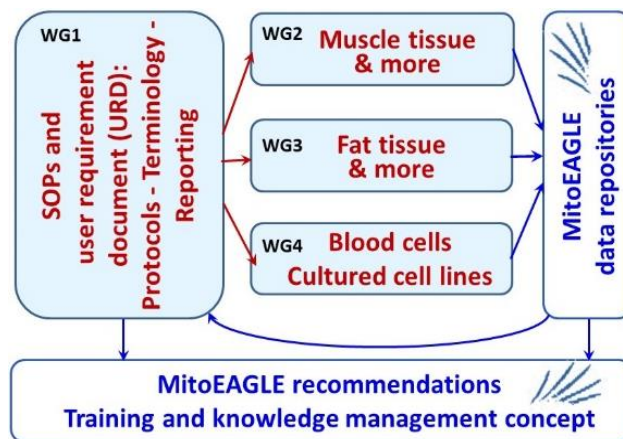 WG1
SOPs and
user requirement
document (URD):
Protocols - Terminology -
Reporting
WG2
Muscle tissue
& more
WG3
Fat tissue
& more
WG4
Blood cells
Cultured cell lines
MitoEAGLE
data repositories
MitoEAGLE recommendations
Training and knowledge management concept